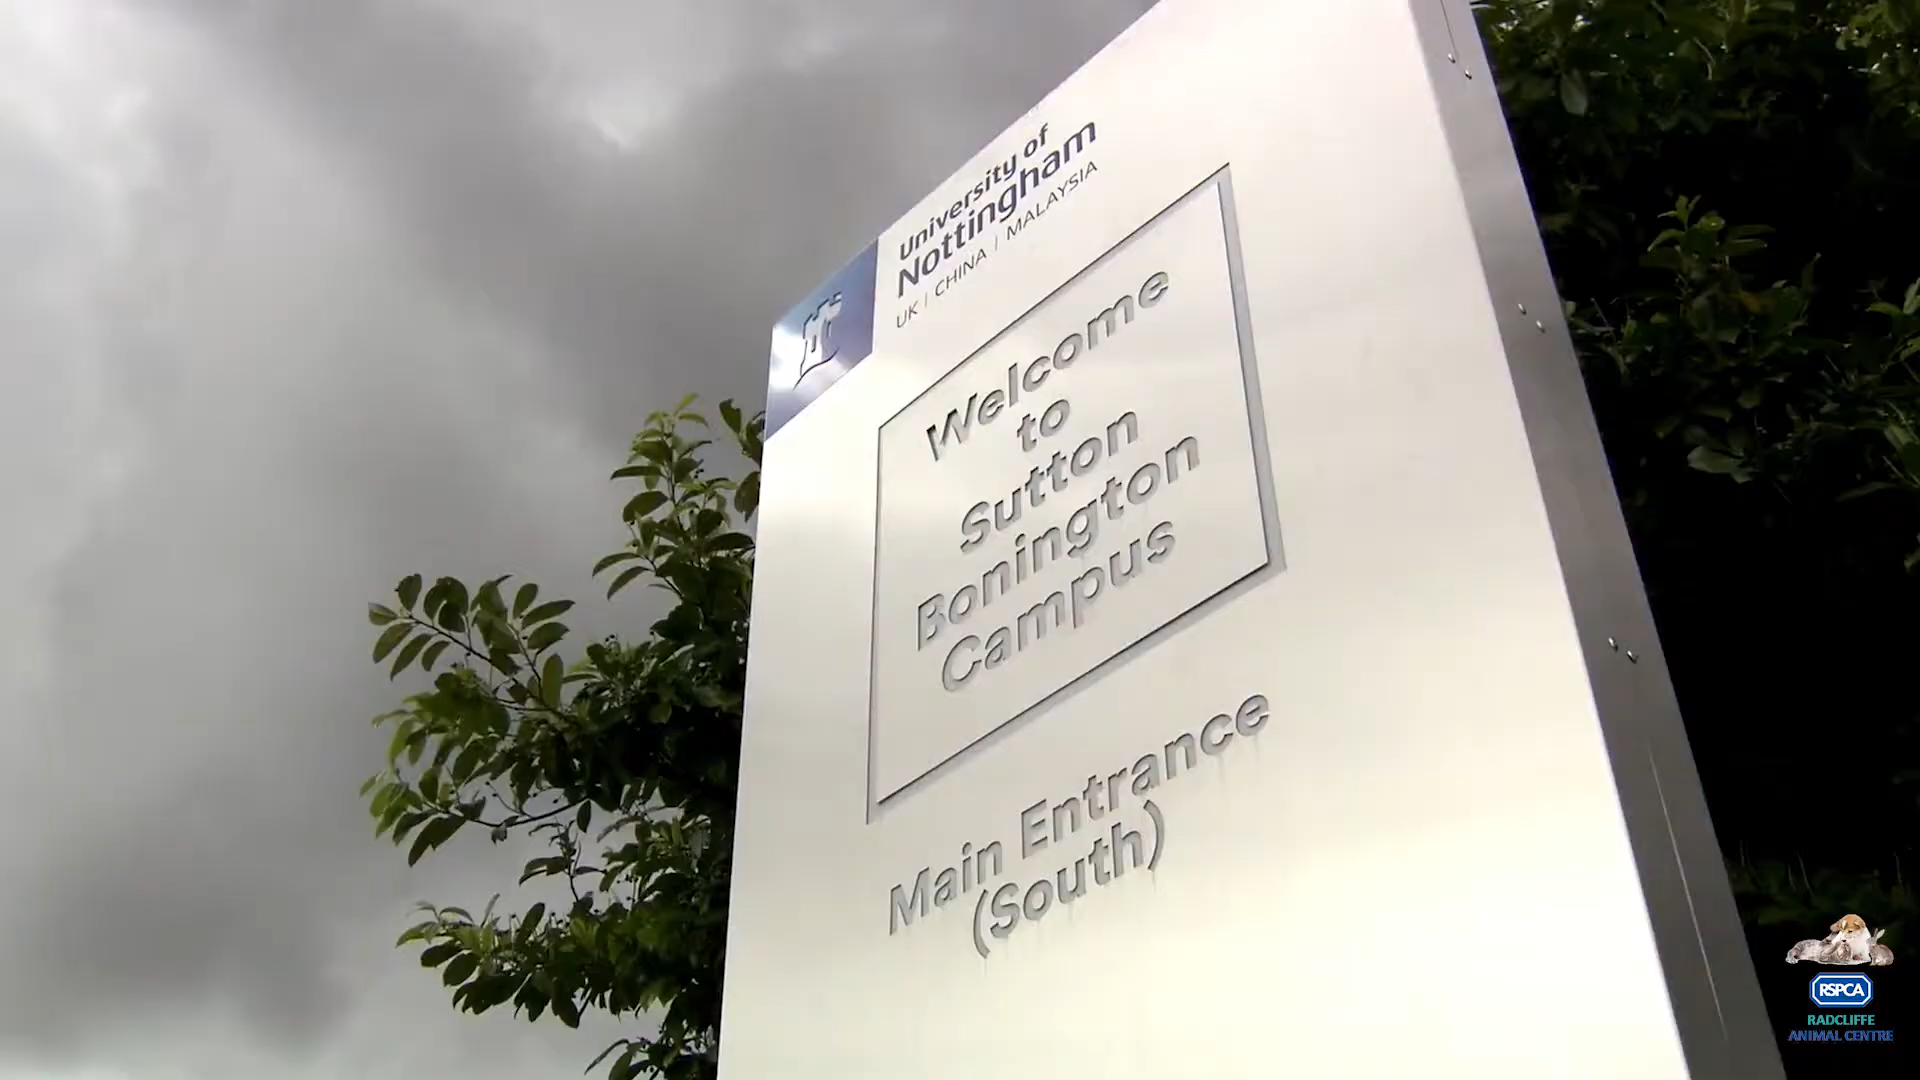 University of
Nottingham
UK | CHINA | MALAYSIA
Welcome
to
Sutton
Bonington
Campus
Main Entrance
(South)
RSPCA
RADCLIFFE
ANIMAL CENTRE